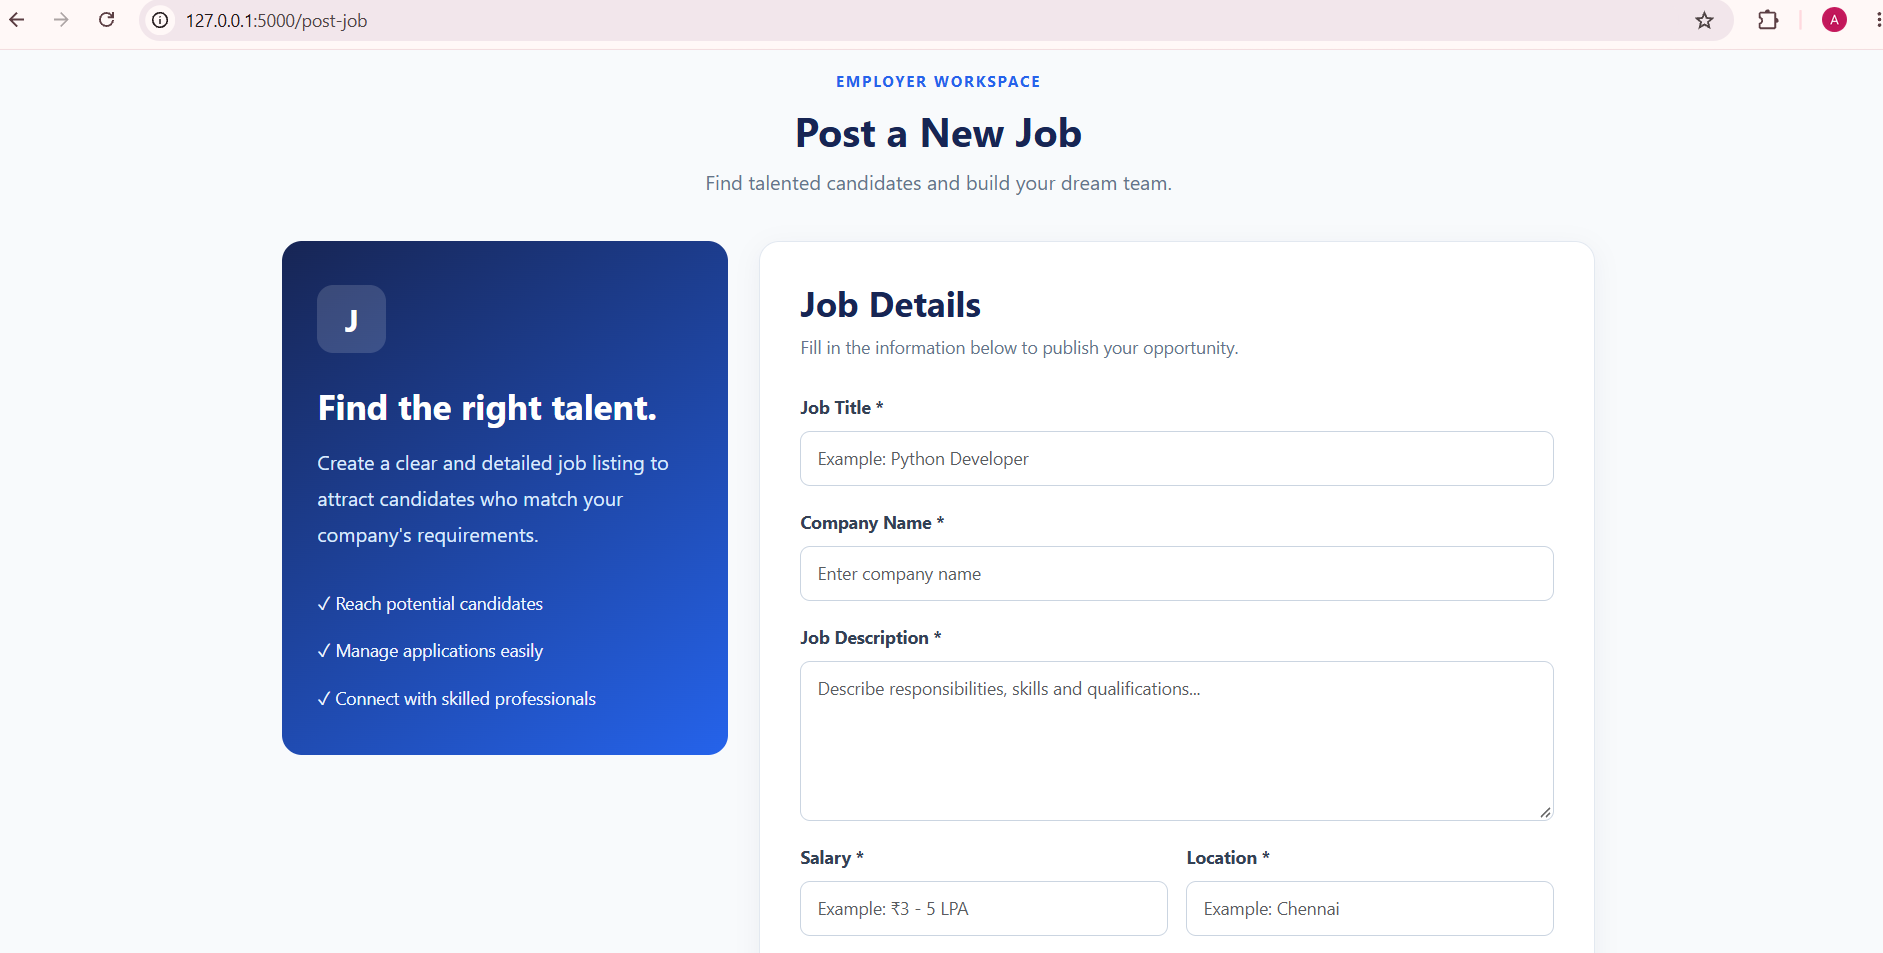 127.0.0.1:5000/post-job
A
EMPLOYER WORKSPACE
Post a New Job
Find talented candidates and build your dream team.
J
Find the right talent.
Create a clear and detailed job listing to
attract candidates who match your
company's requirements.
✓ Reach potential candidates
✓ Manage applications easily
✓ Connect with skilled professionals
Job Details
Fill in the information below to publish your opportunity.
Job Title *
Example: Python Developer
Company Name *
Enter company name
Job Description *
Describe responsibilities, skills and qualifications...
Salary *
Location *
Example: ₹3 - 5 LPA
Example: Chennai